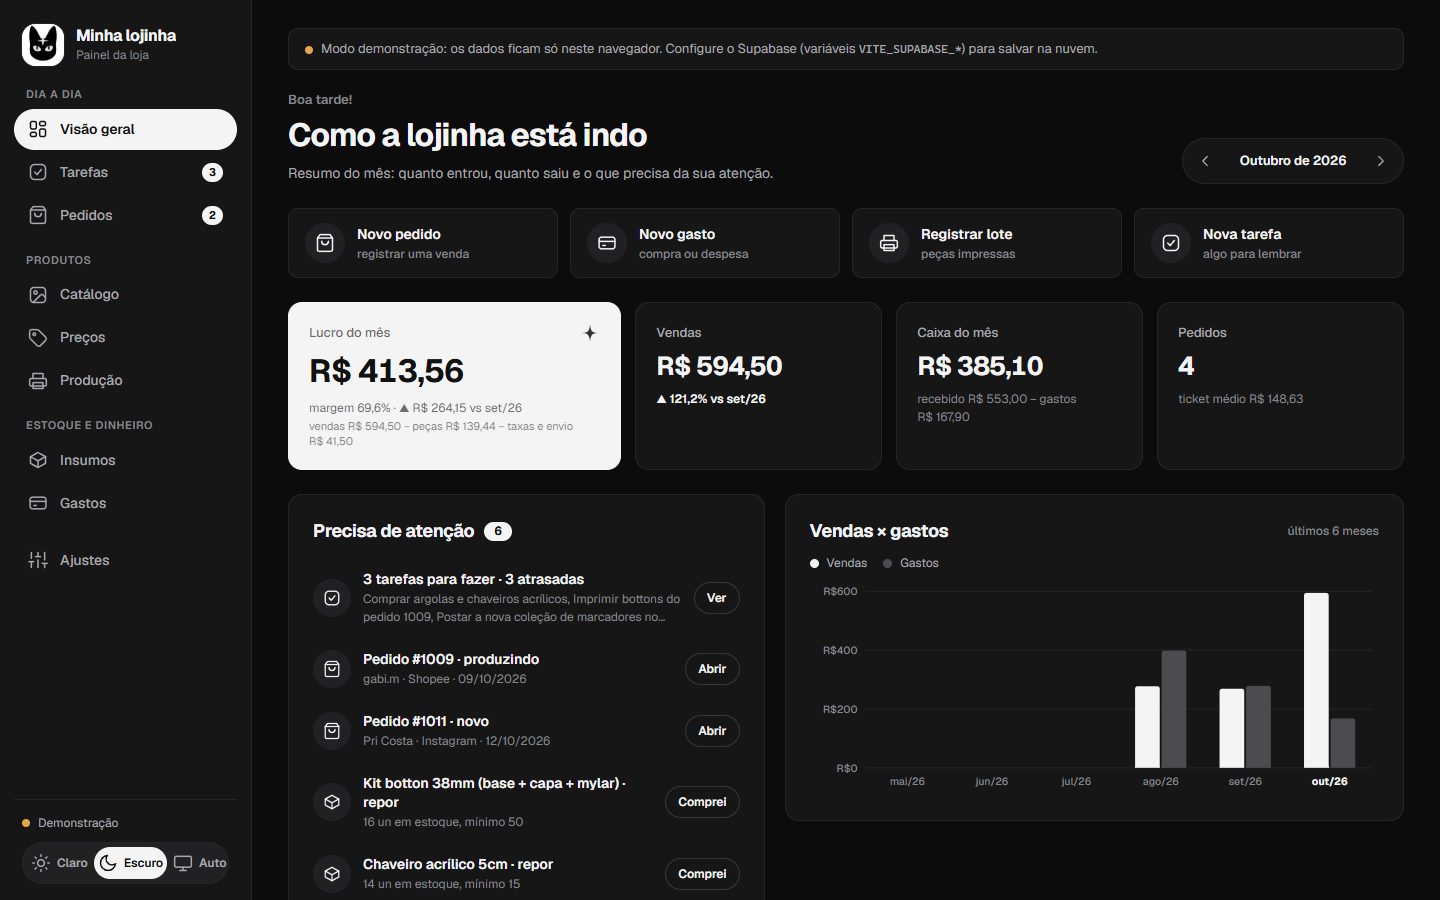 Minha lojinha
Painel da loja
DIA A DIA
Visão geral
Tarefas 3
Pedidos 2
PRODUTOS
Catálogo
Preços
Produção
ESTOQUE E DINHEIRO
Insumos
Gastos
Ajustes
Demonstração
Claro Escuro Auto
Modo demonstração: os dados ficam só neste navegador. Configure o Supabase (variáveis VITE_SUPABASE_*) para salvar na nuvem.
Boa tarde!
Como a lojinha está indo
Resumo do mês: quanto entrou, quanto saiu e o que precisa da sua atenção.
Outubro de 2026
Novo pedido
registrar uma venda
Novo gasto
compra ou despesa
Registrar lote
peças impressas
Nova tarefa
algo para lembrar
Lucro do mês
R$ 413,56
margem 69,6% · ▲ R$ 264,15 vs set/26
vendas R$ 594,50 − peças R$ 139,44 − taxas e envio
R$ 41,50
Vendas
R$ 594,50
▲ 121,2% vs set/26
Caixa do mês
R$ 385,10
recebido R$ 553,00 − gastos
R$ 167,90
Pedidos
4
ticket médio R$ 148,63
Precisa de atenção 6
3 tarefas para fazer · 3 atrasadas
Comprar argolas e chaveiros acrílicos, Imprimir bottons do
pedido 1009, Postar a nova coleção de marcadores no…
Ver
Pedido #1009 · produzindo
gabi.m · Shopee · 09/10/2026
Abrir
Pedido #1011 · novo
Pri Costa · Instagram · 12/10/2026
Abrir
Kit botton 38mm (base + capa + mylar) ·
repor
16 un em estoque, mínimo 50
Comprei
Chaveiro acrílico 5cm · repor
14 un em estoque, mínimo 15
Comprei
Vendas × gastos
últimos 6 meses
Vendas Gastos
R$600
R$400
R$200
R$0
mai/26 jun/26 jul/26 ago/26 set/26 out/26